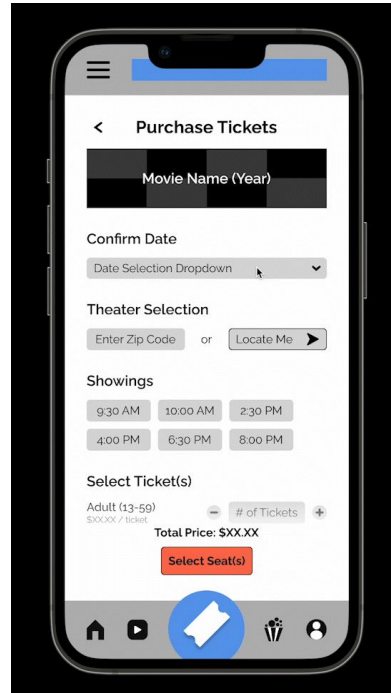 Purchase Tickets
Movie Name (Year)
Confirm Date
Date Selection Dropdown
Theater Selection
Enter Zip Code or Locate Me
Showings
9:30 AM 10:00 AM 2:30 PM
4:00 PM 6:30 PM 8:00 PM
Select Ticket(s)
Adult (13-59) # of Tickets
$XX.XX / ticket
Total Price: $XX.XX
Select Seat(s)